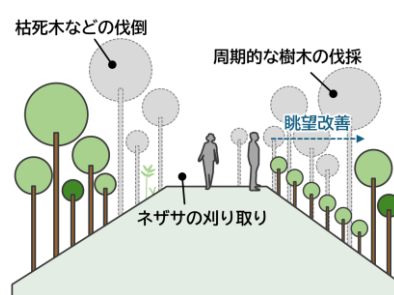 枯死木などの伐倒
周期的な樹木の伐採
眺望改善
ネザサの刈り取り